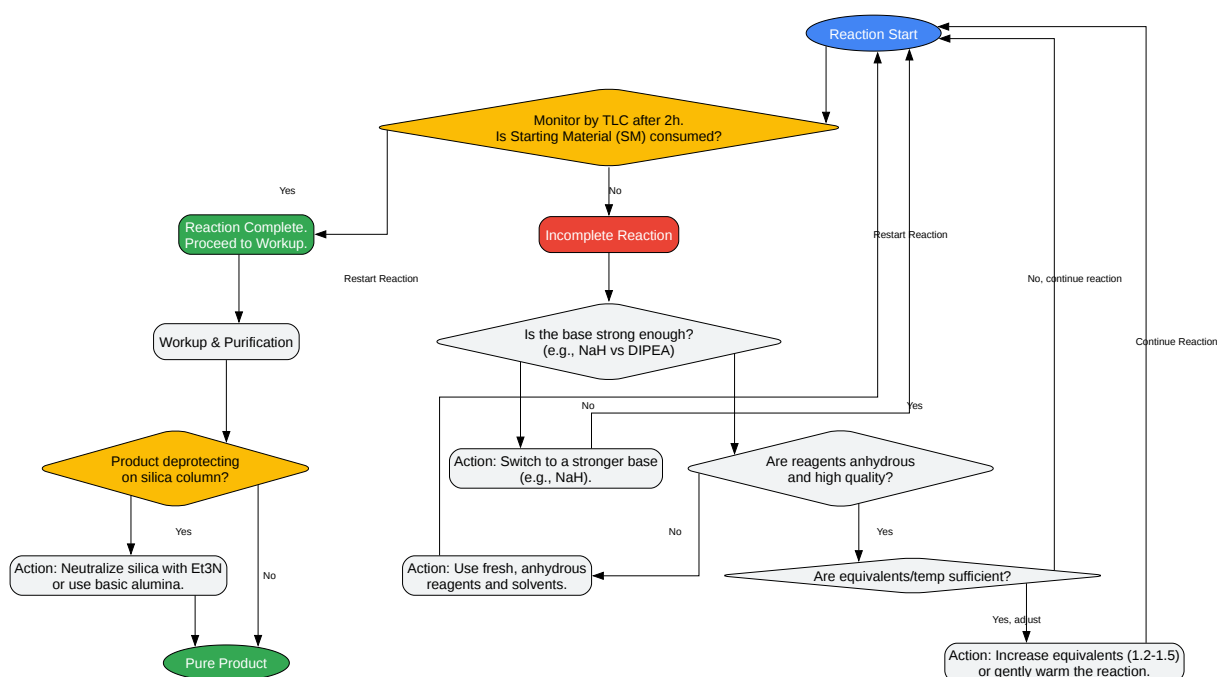 Reaction Start
Monitor by TLC after 2h.
Is Starting Material (SM) consumed?
Yes
No
Reaction Complete.
Proceed to Workup.
Incomplete Reaction
Restart Reaction
Restart Reaction
No, continue reaction
Workup & Purification
Is the base strong enough?
(e.g., NaH vs DIPEA)
Continue Reaction
No
Yes
Product deprotecting
on silica column?
Action: Switch to a stronger base
(e.g., NaH).
Are reagents anhydrous
and high quality?
Yes
No
Yes
Action: Neutralize silica with Et3N
or use basic alumina.
No
Action: Use fresh, anhydrous
reagents and solvents.
Are equivalents/temp sufficient?
Yes, adjust
Pure Product
Action: Increase equivalents (1.2-1.5)
or gently warm the reaction.